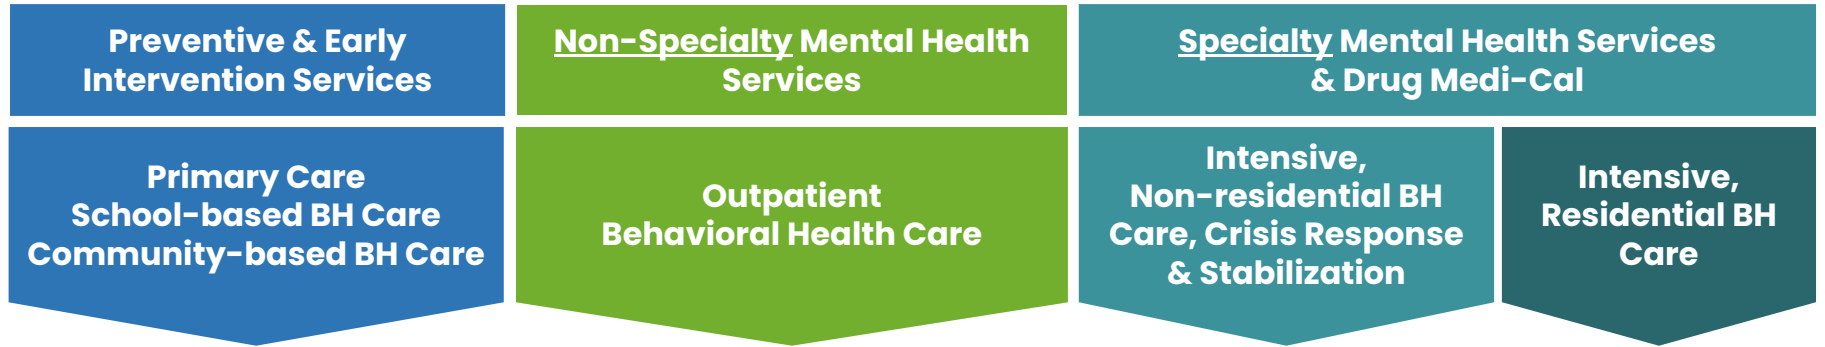 Preventive & Early
Intervention Services
Non-Specialty Mental Health
Services
Specialty Mental Health Services
& Drug Medi-Cal
Primary Care
School-based BH Care
Community-based BH Care
Outpatient
Behavioral Health Care
Intensive,
Non-residential BH
Care, Crisis Response
& Stabilization
Intensive,
Residential BH
Care